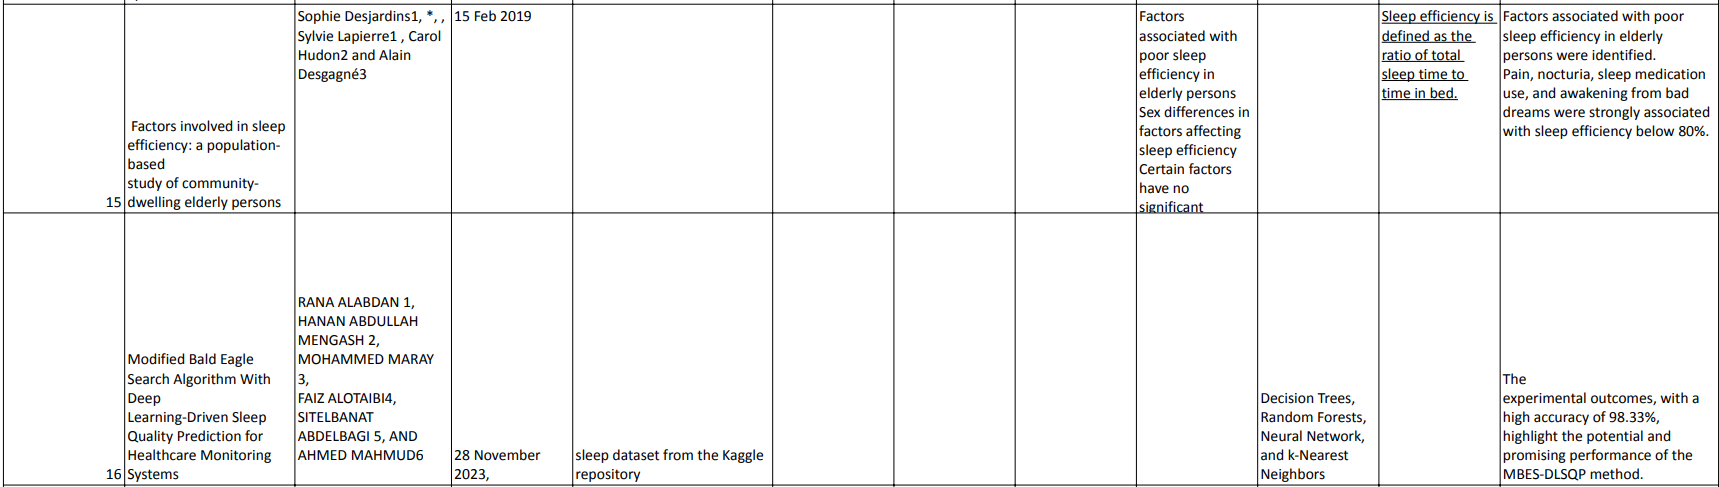 15
Factors involved in sleep
efficiency: a population-
based
study of community-
dwelling elderly persons
Sophie Desjardins1, *, ,
Sylvie Lapierre1 , Carol
Hudon2 and Alain
Desgagné3
15 Feb 2019
Factors
associated with
poor sleep
efficiency in
elderly persons
Sex differences in
factors affecting
sleep efficiency
Certain factors
have no
significant
Sleep efficiency is
defined as the
ratio of total
sleep time to
time in bed.
Factors associated with poor
sleep efficiency in elderly
persons were identified.
Pain, nocturia, sleep medication
use, and awakening from bad
dreams were strongly associated
with sleep efficiency below 80%.
16
Modified Bald Eagle
Search Algorithm With
Deep
Learning-Driven Sleep
Quality Prediction for
Healthcare Monitoring
Systems
RANA ALABDAN 1,
HANAN ABDULLAH
MENGASH 2,
MOHAMMED MARAY
3,
FAIZ ALOTAIBI4,
SITELBANAT
ABDELBAGI 5, AND
AHMED MAHMUD6
28 November
2023,
sleep dataset from the Kaggle
repository
Decision Trees,
Random Forests,
Neural Network,
and k-Nearest
Neighbors
The
experimental outcomes, with a
high accuracy of 98.33%,
highlight the potential and
promising performance of the
MBES-DLSQP method.